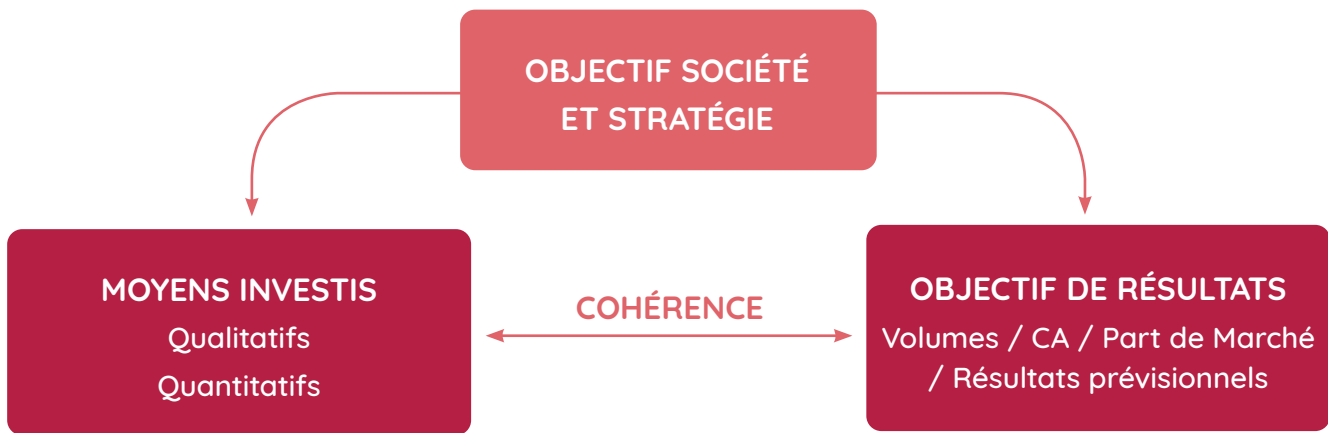 OBJECTIF SOCIÉTÉ
ET STRATÉGIE
MOYENS INVESTIS
Qualitatifs
Quantitatifs
COHÉRENCE
OBJECTIF DE RÉSULTATS
Volumes / CA / Part de Marché
/ Résultats prévisionnels